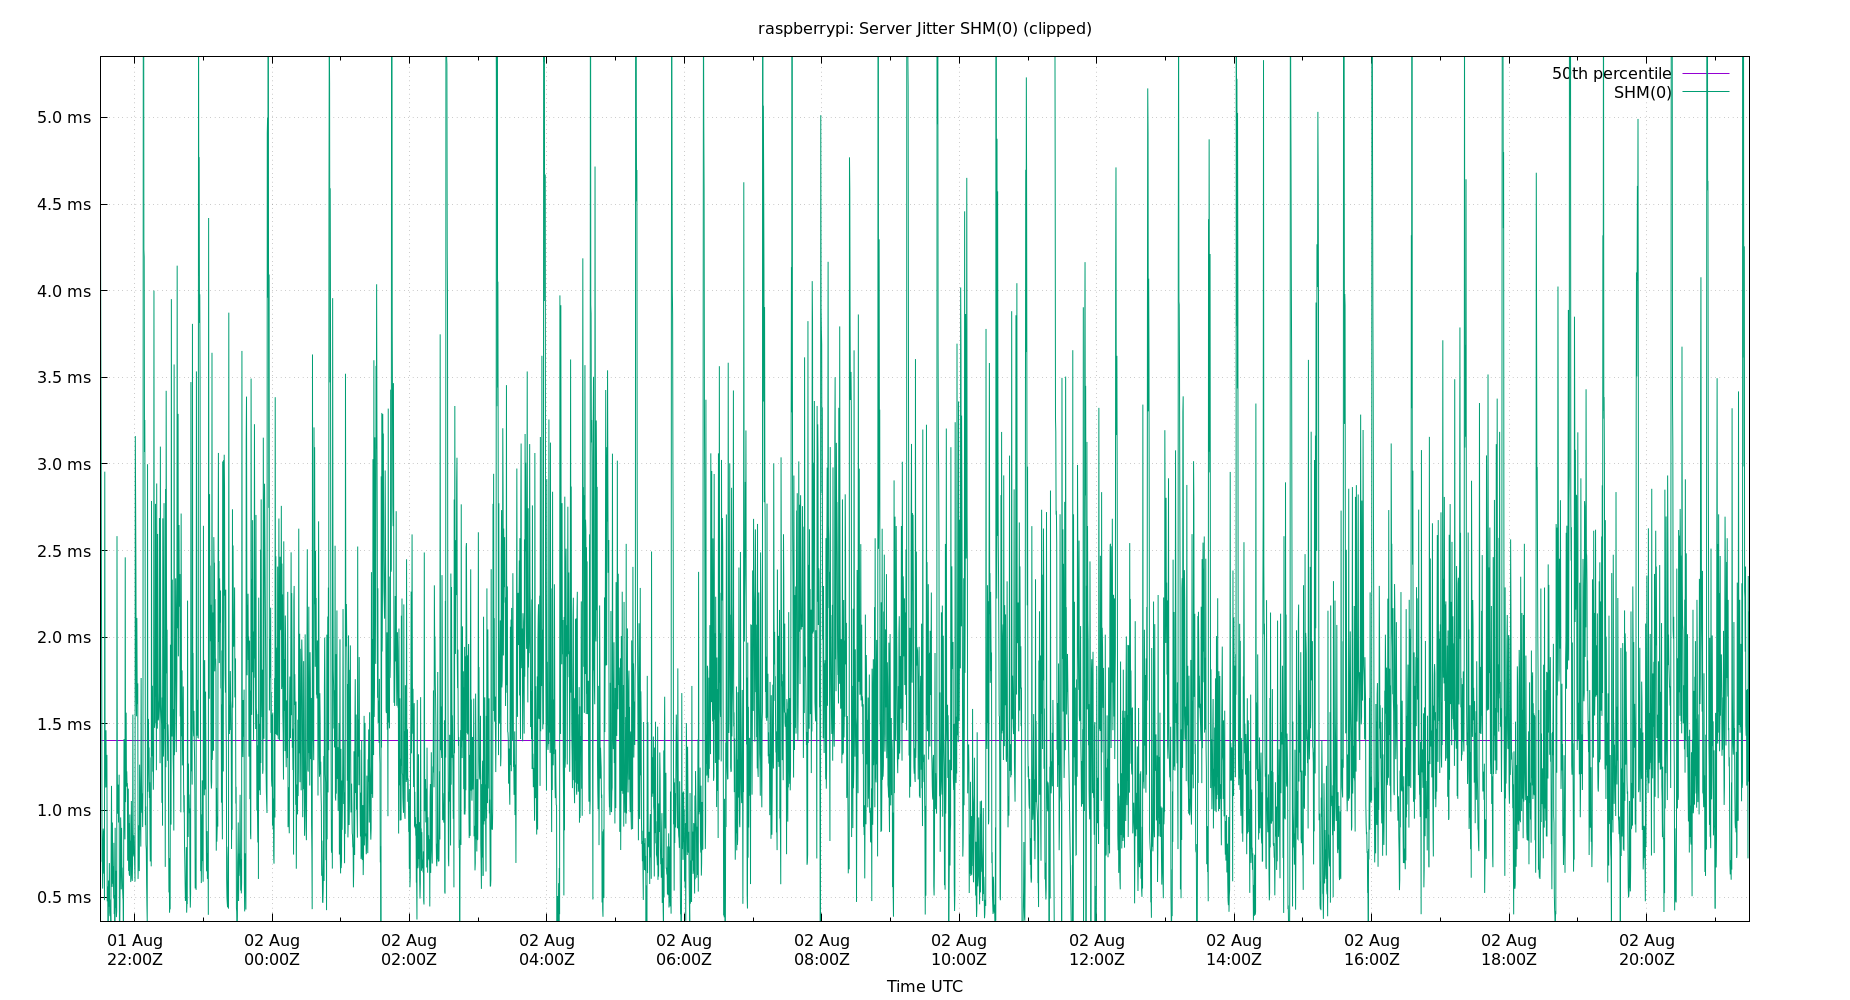 raspberrypi: Server Jitter SHM(0) (clipped)
50th percentile
SHM(0)
5.0 ms
4.5 ms
4.0 ms
3.5 ms
3.0 ms
2.5 ms
2.0 ms
1.5 ms
1.0 ms
0.5 ms
01 Aug 02 Aug 02 Aug 02 Aug 02 Aug 02 Aug 02 Aug 02 Aug 02 Aug 02 Aug 02 Aug 02 Aug
22:00Z 00:00Z 02:00Z 04:00Z 06:00Z 08:00Z 10:00Z 12:00Z 14:00Z 16:00Z 18:00Z 20:00Z
Time UTC